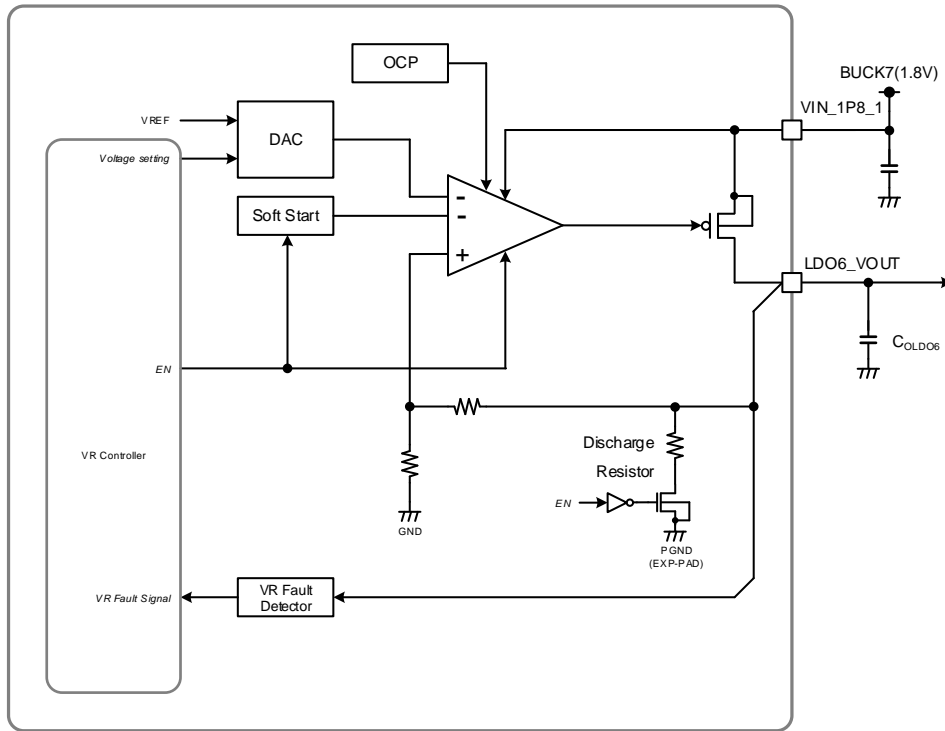 OCP
BUCK7(1.8V)
VIN_1P8_1
VREF
DAC
Voltage setting
Soft Start
-
-
+
LDO6_VOUT
COLDO6
EN
Discharge
Resistor
VR Controller
EN
GND
PGND
(EXP-PAD)
VR Fault
Detector
VR Fault Signal